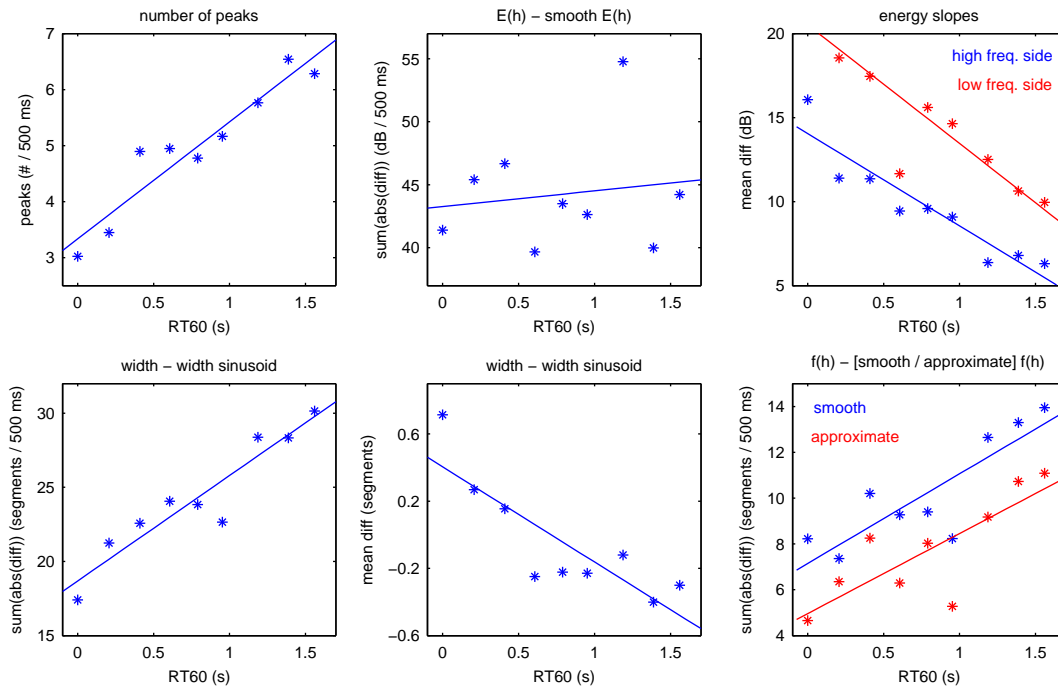 number of peaks
7
6
5
4
3
peaks (# / 500 ms)
0
0.5
1
1.5
RT60 (s)
E(h) − smooth E(h)
55
50
45
40
sum(abs(diff)) (dB / 500 ms)
0
0.5
1
1.5
RT60 (s)
energy slopes
high freq. side
low freq. side
20
15
10
5
mean diff (dB)
0
0.5
1
1.5
RT60 (s)
width − width sinusoid
30
25
20
15
sum(abs(diff)) (segments / 500 ms)
0
0.5
1
1.5
RT60 (s)
width − width sinusoid
0.6
0.2
−0.2
−0.6
mean diff (segments)
0
0.5
1
1.5
RT60 (s)
f(h) − [smooth / approximate] f(h)
smooth
approximate
14
12
10
8
6
4
sum(abs(diff)) (segments / 500 ms)
0
0.5
1
1.5
RT60 (s)